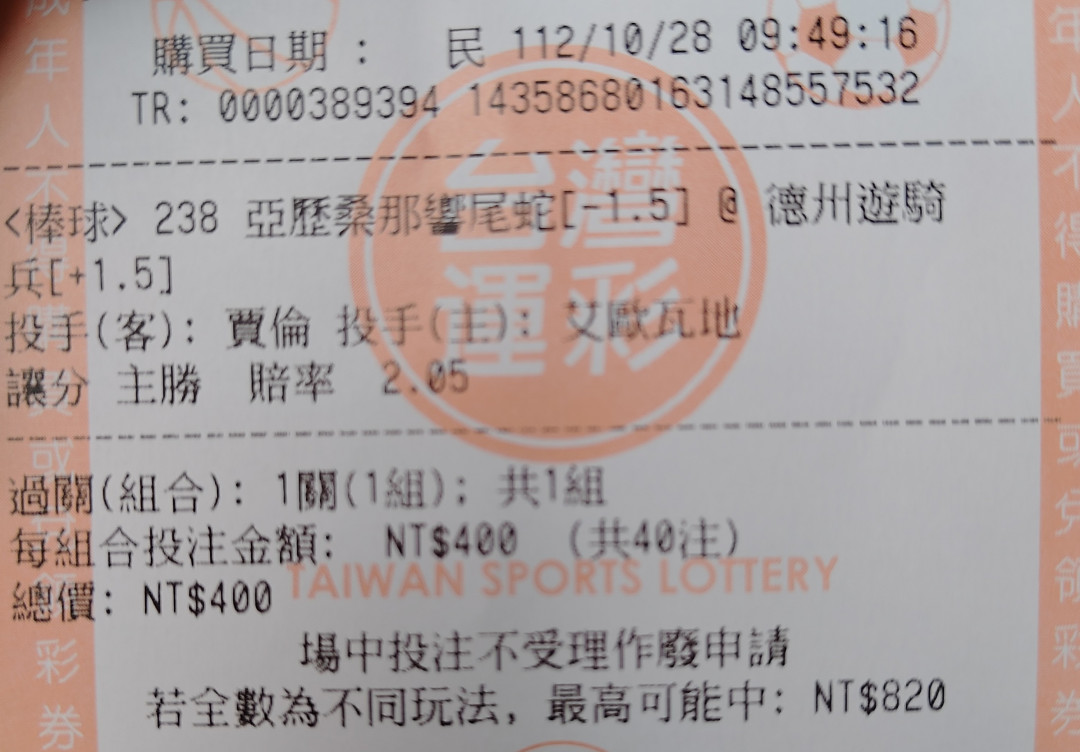 購買日期 : 民 112/10/28 09:49:16
TR: 0000389394 14358680163148557532
<棒球> 238 亞歷桑那響尾蛇[-1.5] @ 德州遊騎
兵[+1.5]
投手(客): 賈倫 投手(主): 艾歐瓦地
讓分 主勝 賠率 2.05
台灣
運彩
過關(組合): 1關(1組); 共1組
每組合投注金額: NT$400 (共40注)
TAIWAN SPORTS LOTTERY
總價: NT$400
場中投注不受理作廢申請
若全數為不同玩法, 最高可能中: NT$820